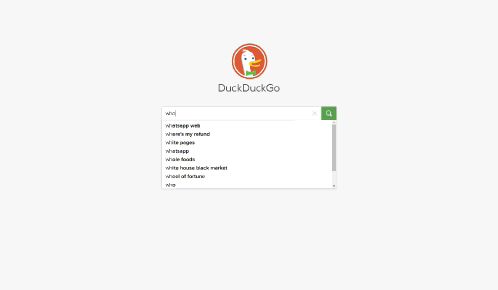 DuckDuckGo
who
whatsapp web
where's my refund
white pages
whatsapp
whole foods
white house black market
wheel of fortune
who